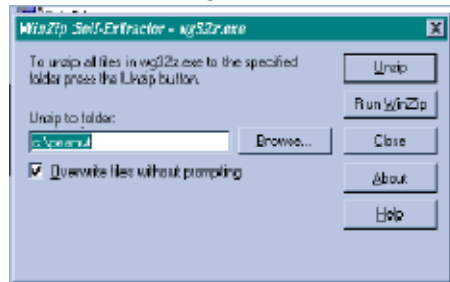 WinZip Self-Extractor - wg32z.exe
To unzip all files in wg32z.exe to the specified
folder press the Unzip button.
Unzip
Run WinZip
Unzip to folder:
c:\peanut
Browse...
Close
Overwrite files without prompting
About
Help